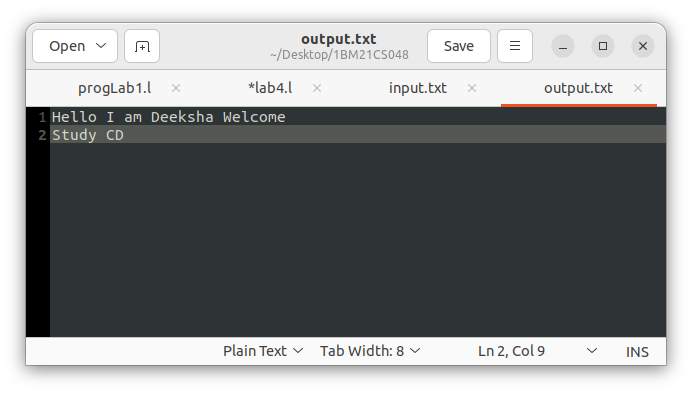 Open
output.txt
~/Desktop/1BM21CS048
Save
progLab1.l
*lab4.l
input.txt
output.txt
1 Hello I am Deeksha Welcome
2 Study CD
Plain Text
Tab Width: 8
Ln 2, Col 9
INS